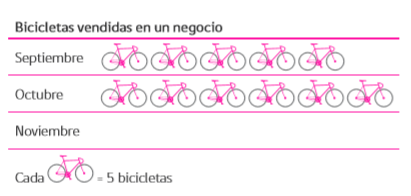 Bicicletas vendidas en un negocio
Septiembre
Octubre
Noviembre
Cada = 5 bicicletas